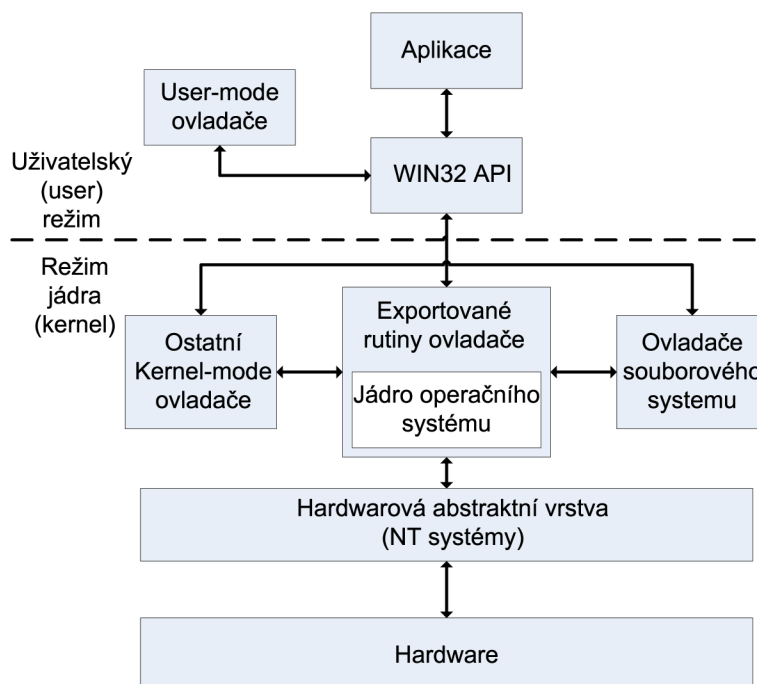 Aplikace
User-mode
ovladače
Uživatelský
(user)
režim
WIN32 API
Režim
jádra
(kernel)
Exportované
rutiny ovladače
Ostatní
Kernel-mode
ovladače
Ovladače
souborového
systemu
Jádro operačního
systému
Hardwarová abstraktní vrstva
(NT systémy)
Hardware